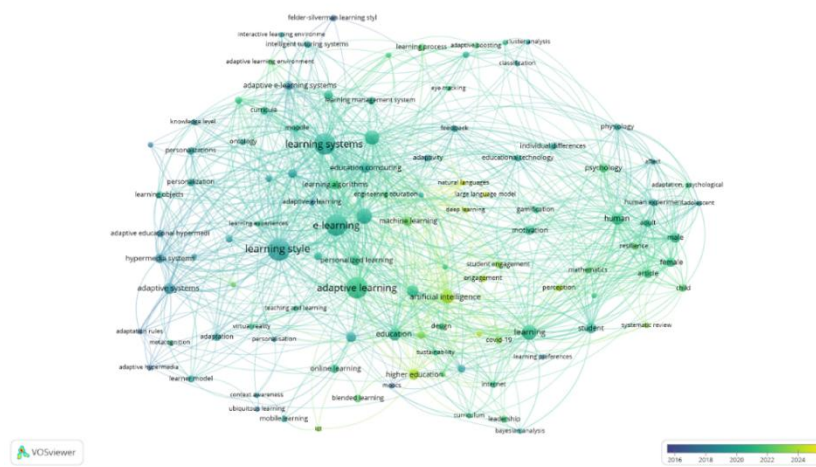 felder-silverman learning styl
interactive learning environme
intelligent tutoring systems
learning process
adaptive boosting
cluster analysis
adaptive learning environment
classification
adaptive e-learning systems
eye-tracking
learning management system
curricula
knowledge level
moodle
feedback
physiology
ontology
learning systems
individual differences
personalizations
education computing
adaptivity
educational technology
psychology
affect
personalization
learning algorithms
natural languages
adaptation, psychological
learning objects
engineering education
large language model
adaptive e-learning
human experiment
adolescent
deep learning
gamification
learning experiences
e-learning
machine learning
human
adult
adaptive educational hypermedi
motivation
male
learning style
resilience
hypermedia systems
personalized learning
student engagement
female
mathematics
article
engagement
adaptive systems
adaptive learning
perception
child
artificial intelligence
teaching and learning
virtual reality
design
systematic review
adaptation rules
adaptation
education
learning
student
metacognition
personalisation
covid-19
sustainability
learning preferences
adaptive hypermedia
online learning
learner model
higher education
moocs
internet
context awareness
blended learning
ubiquitous learning
mobile learning
curriculum
leadership
bayesian analysis
VOSviewer
2016 2018 2020 2022 2024